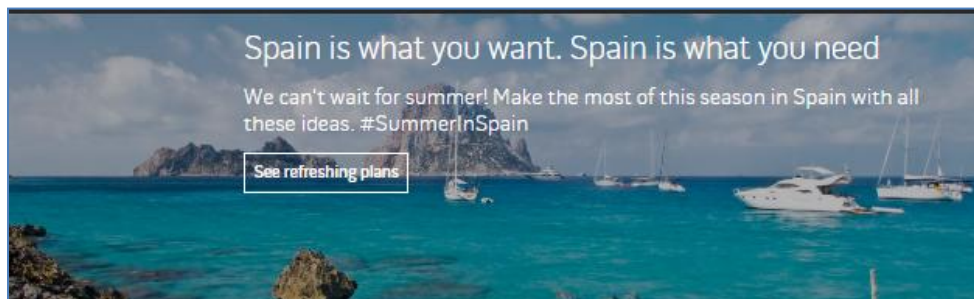 Spain is what you want. Spain is what you need
We can't wait for summer! Make the most of this season in Spain with all
these ideas. #SummerInSpain
See refreshing plans